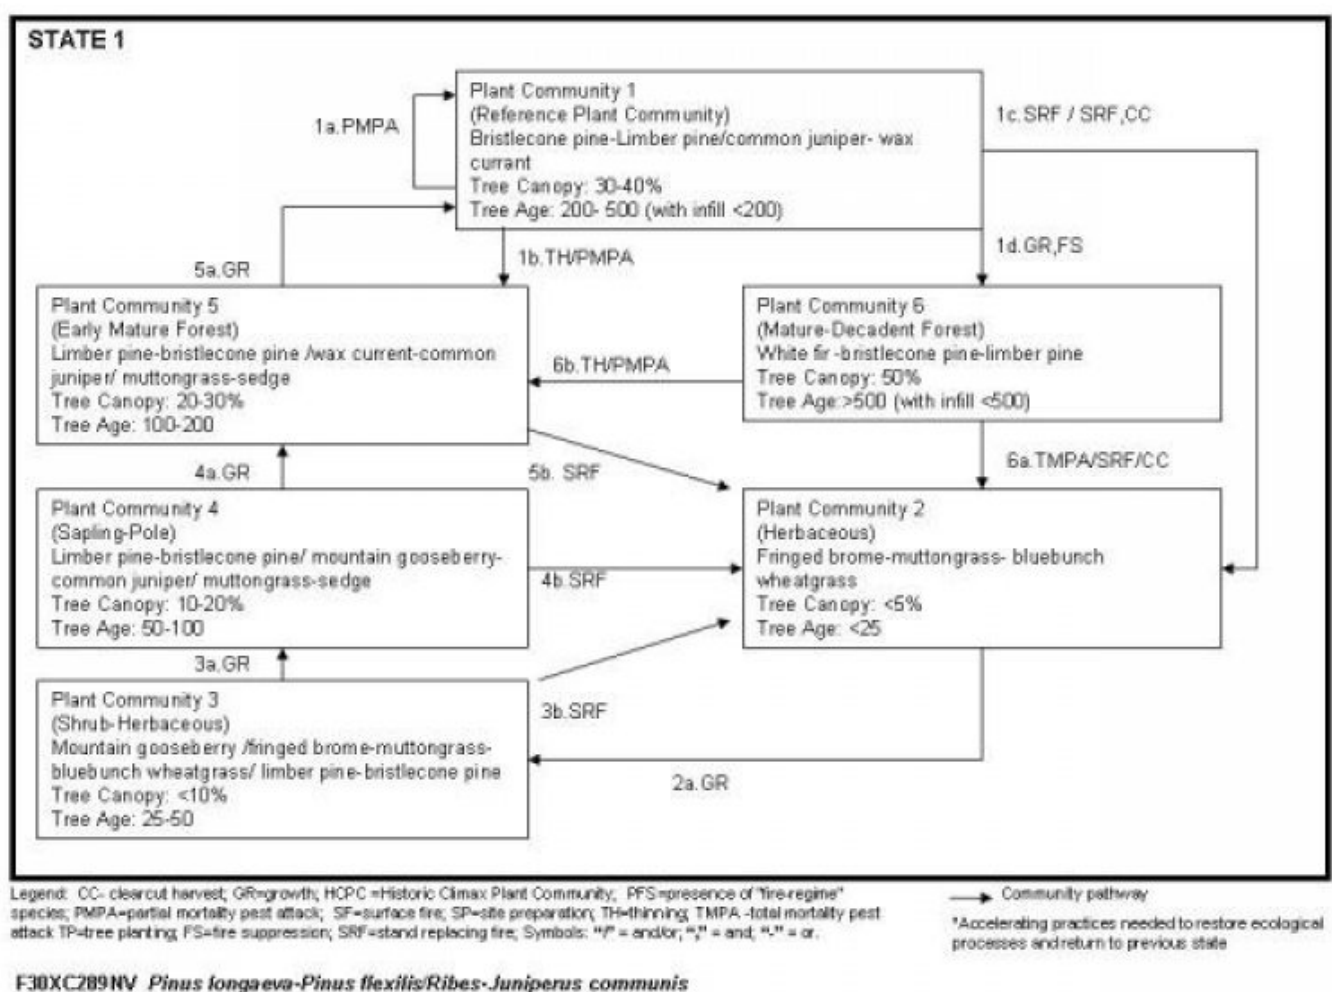 STATE 1
Plant Community 1
(Reference Plant Community)
Bristlecone pine-Limber pine/common juniper- wax
currant
Tree Canopy: 30-40%
Tree Age: 200- 500 (with infill <200)
1a.PMPA
1c.SRF / SRF,CC
5a.GR
1b.TH/PMPA
1d.GR,FS
Plant Community 5
(Early Mature Forest)
Limber pine-bristlecone pine /wax current-common
juniper/ muttongrass-sedge
Tree Canopy: 20-30%
Tree Age: 100-200
6b.TH/PMPA
Plant Community 6
(Mature-Decadent Forest)
White fir -bristlecone pine-limber pine
Tree Canopy: 50%
Tree Age:>500 (with infill <500)
4a.GR
5b. SRF
6a.TMPA/SRF/CC
Plant Community 4
(Sapling-Pole)
Limber pine-bristlecone pine/ mountain gooseberry-
common juniper/ muttongrass-sedge
Tree Canopy: 10-20%
Tree Age: 50-100
4b.SRF
Plant Community 2
(Herbaceous)
Fringed brome-muttongrass- bluebunch
wheatgrass
Tree Canopy: <5%
Tree Age: <25
3a.GR
3b.SRF
Plant Community 3
(Shrub-Herbaceous)
Mountain gooseberry /fringed brome-muttongrass-
bluebunch wheatgrass/ limber pine-bristlecone pine
Tree Canopy: <10%
Tree Age: 25-50
2a.GR
Legend: CC- clearcut harvest; GR=growth; HCPC =Historic Climax Plant Community; PFS=presence of "fire-regime"
species; PMPA=partial mortality pest attack; SF=surface fire; SP=site preparation; TH=thinning; TMPA -total mortality pest
attack TP=tree planting; FS=fire suppression; SRF=stand replacing fire; Symbols: "/" = and/or; "," = and; "-" = or.
Community pathway
*Accelerating practices needed to restore ecological
processes and return to previous state
F30XC289NV Pinus longaeva-Pinus flexilis/Ribes-Juniperus communis